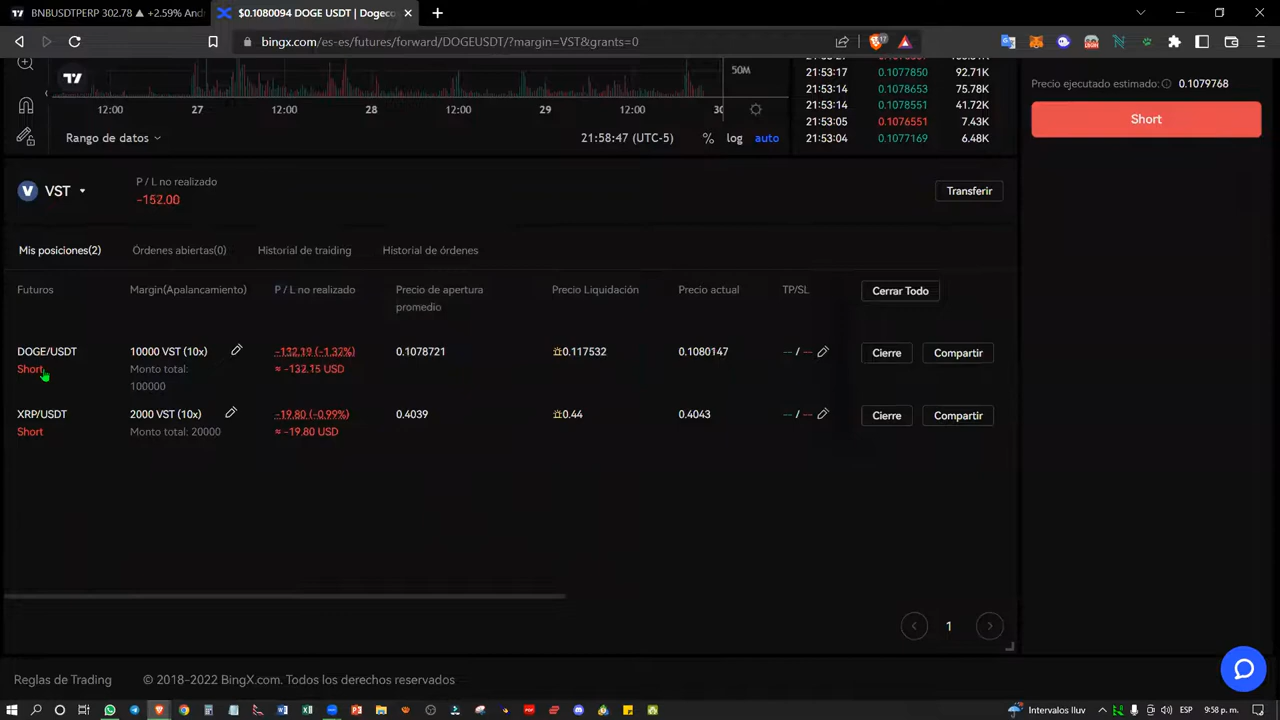 BNBUSDTPERP 302.78 ▲ +2.59% And
$0.1080094 DOGE USDT | Dogeco
bingx.com/es-es/futures/forward/DOGEUSDT/?margin=VST&grants=0
50M
12:00 27 12:00 28 12:00 29 12:00 30
Rango de datos
21:58:47 (UTC-5)
% log auto
21:53:17 0.1077850 92.71K
21:53:14 0.1078653 75.78K
21:53:14 0.1078551 41.72K
21:53:05 0.1076551 7.43K
21:53:04 0.1077169 6.48K
Precio ejecutado estimado: 0.1079768
Short
VST
P / L no realizado
-152.00
Transferir
Mis posiciones(2) Órdenes abiertas(0) Historial de traiding Historial de órdenes
Futuros Margin(Apalancamiento) P / L no realizado Precio de apertura promedio Precio Liquidación Precio actual TP/SL Cerrar Todo
DOGE/USDT 10000 VST (10x) -132.19 (-1.32%) 0.1078721 0.117532 0.1080147 -- / -- Cierre Compartir
Short Monto total: 100000 ≈ -132.15 USD
XRP/USDT 2000 VST (10x) -19.80 (-0.99%) 0.4039 0.44 0.4043 -- / -- Cierre Compartir
Short Monto total: 20000 ≈ -19.80 USD
1
Reglas de Trading © 2018-2022 BingX.com. Todos los derechos reservados
Intervalos lluv ESP 9:58 p. m.